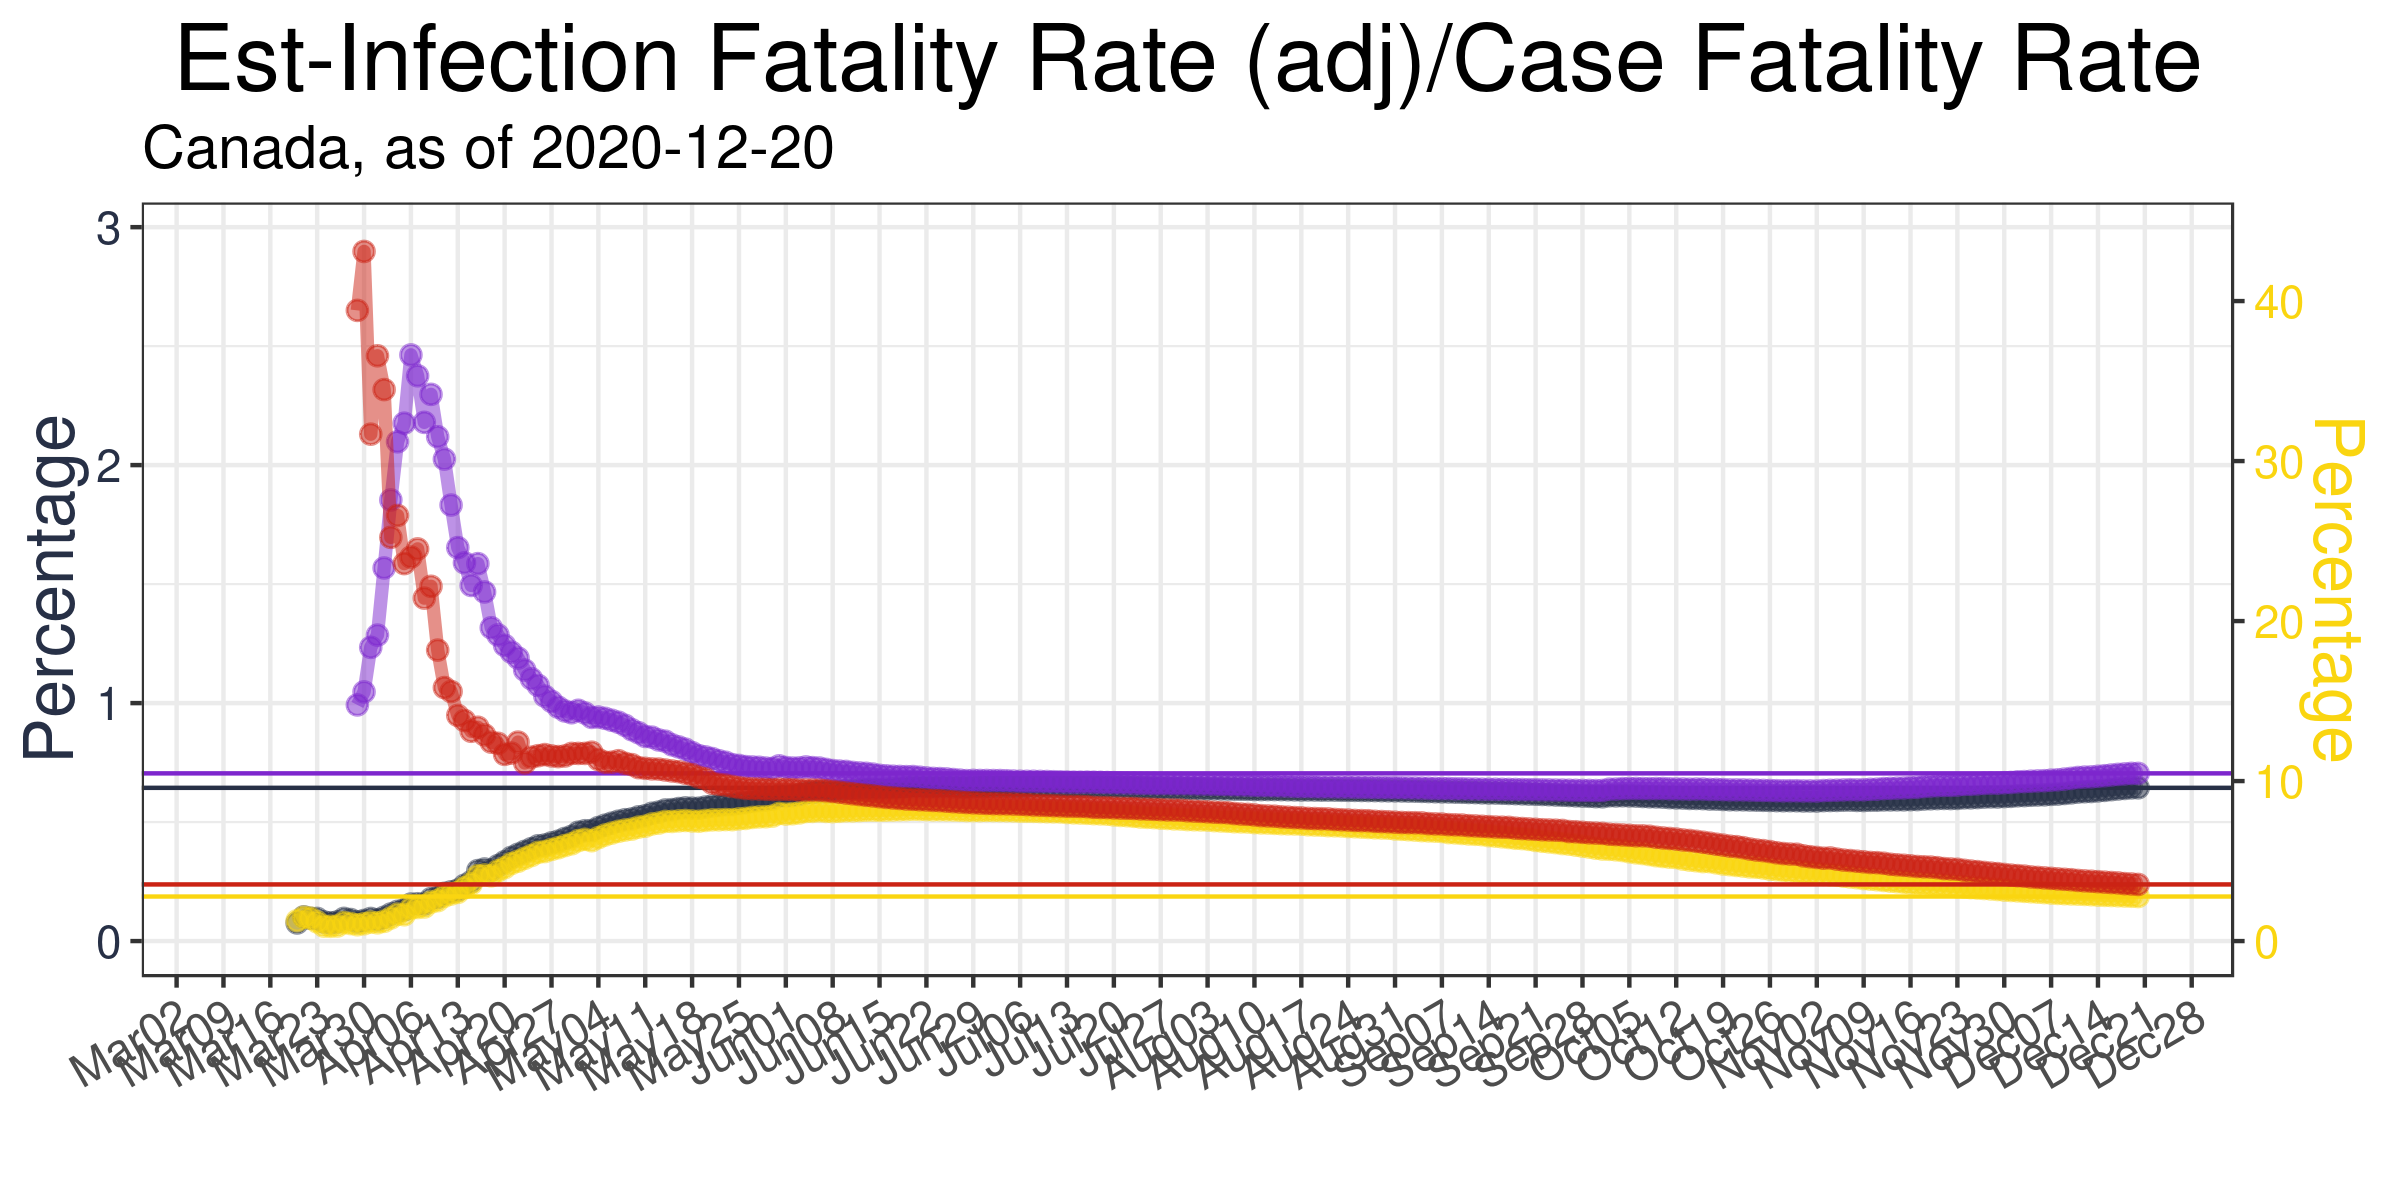 Est-Infection Fatality Rate (adj)/Case Fatality Rate
Canada, as of 2020-12-20
Percentage
3
2
1
0
40
30
20
10
0
Percentage
Mar02
Mar09
Mar16
Mar23
Mar30
Apr06
Apr13
Apr20
Apr27
May04
May11
May18
May25
Jun01
Jun08
Jun15
Jun22
Jun29
Jul06
Jul13
Jul20
Jul27
Aug03
Aug10
Aug17
Aug24
Aug31
Sep07
Sep14
Sep21
Sep28
Oct05
Oct12
Oct19
Oct26
Nov02
Nov09
Nov16
Nov23
Nov30
Dec07
Dec14
Dec21
Dec28